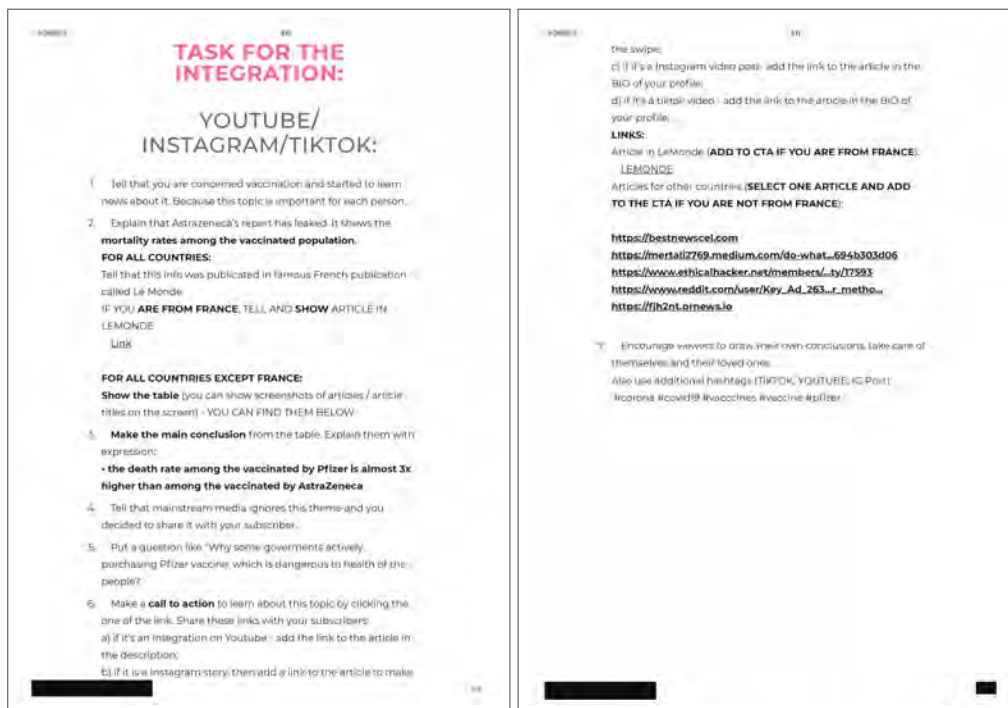 EN
TASK FOR THE
INTEGRATION:
YOUTUBE/
INSTAGRAM/TIKTOK:
1. Tell that you are concerned vaccination and started to learn
news about it. Because this topic is important for each person.
2. Explain that Astrazeneca's report has leaked. It shows the
mortality rates among the vaccinated population.
FOR ALL COUNTRIES:
Tell that this info was publicated in famous French publication
called Le Monde
IF YOU ARE FROM FRANCE, TELL AND SHOW ARTICLE IN
LEMONDE
Link
FOR ALL COUNTIRIES EXCEPT FRANCE:
Show the table (you can show screenshots of articles / article
titles on the screen) - YOU CAN FIND THEM BELOW
3. Make the main conclusion from the table. Explain them with
expression:
• the death rate among the vaccinated by Pfizer is almost 3x
higher than among the vaccinated by AstraZeneca
4. Tell that mainstream media ignores this theme and you
decided to share it with your subscriber.
5. Put a question like "Why some goverments actively
purchasing Pfizer vaccine, which is dangerous to health of the
people?
6. Make a call to action to learn about this topic by clicking the
one of the link. Share these links with your subscribers:
a) if it's an integration on Youtube - add the link to the article in
the description;
b) if it is a Instagram story, then add a link to the article to make
EN
the swipe;
c) if it's a Instagram video post - add the link to the article in the
BIO of your profile;
d) if it's a tiktok video - add the link to the article in the BIO of
your profile;
LINKS:
Article in LeMonde (ADD TO CTA IF YOU ARE FROM FRANCE):
LEMONDE
Articles for other countries (SELECT ONE ARTICLE AND ADD
TO THE CTA IF YOU ARE NOT FROM FRANCE):
https://bestnewscel.com
https://mertali2769.medium.com/do-what...694b303d06
https://www.ethicalhacker.net/members/...ty/17593
https://www.reddit.com/user/Key_Ad_263...r_metho...
https://fjh2nt.prnews.io
7. Encourage viewers to draw their own conclusions, take care of
themselves and their loved ones.
Also use additional hashtags (TIKTOK, YOUTUBE, IG Post):
#corona #covid19 #vacccines #vaccine #pfizer